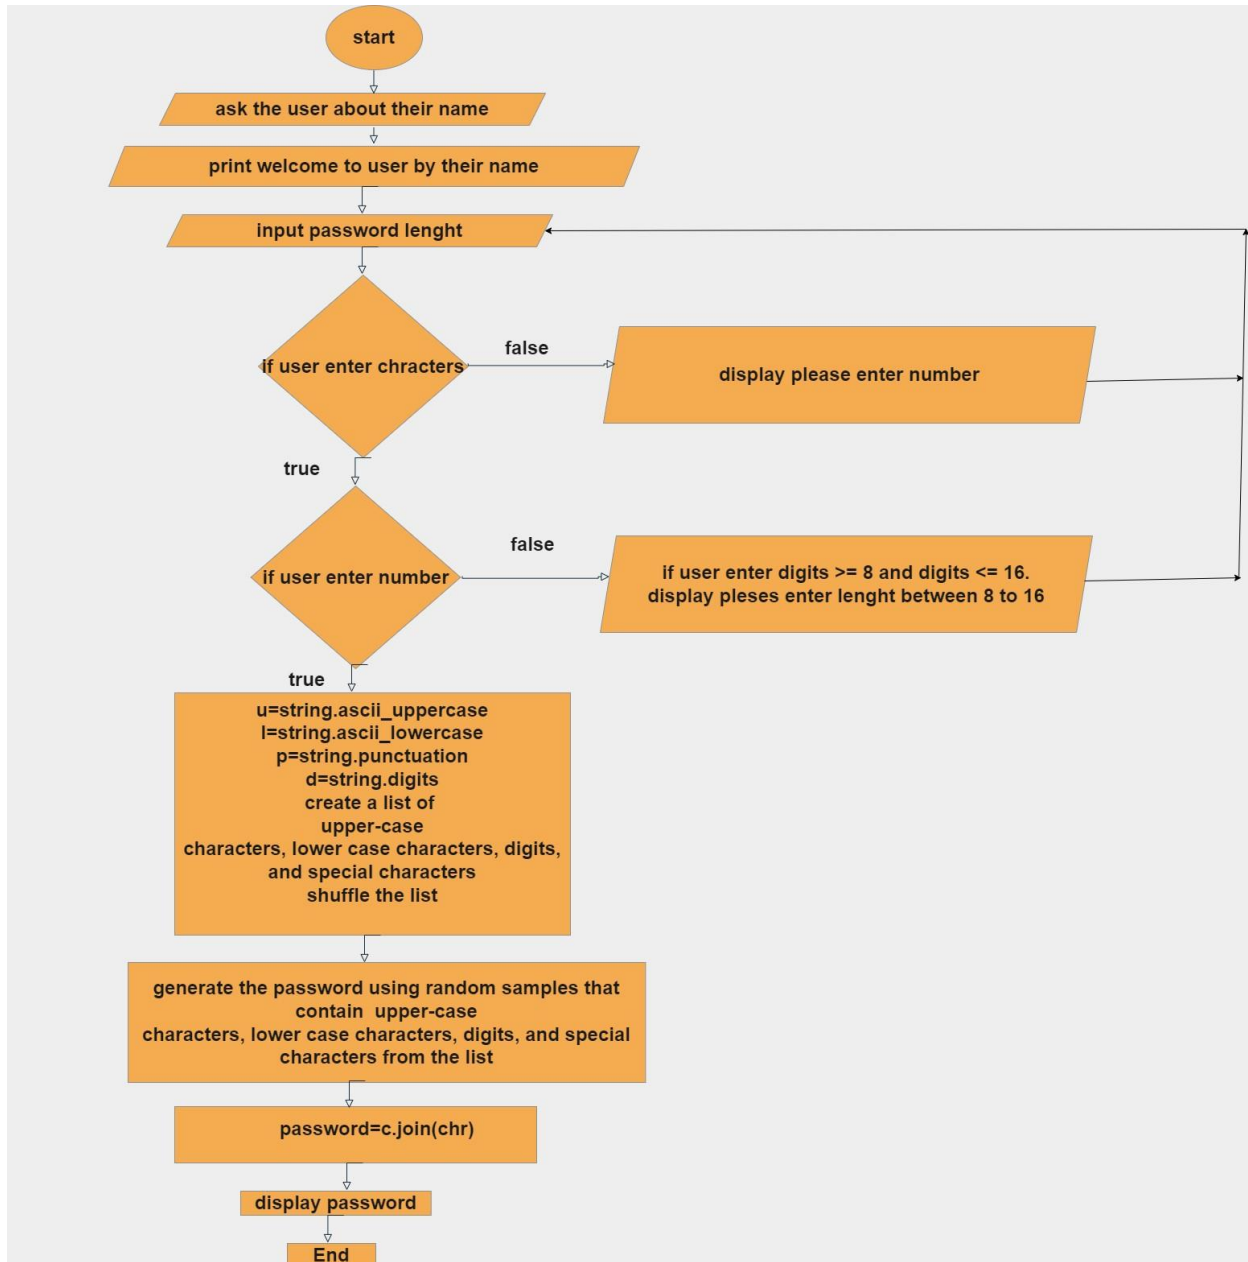 start
ask the user about their name
print welcome to user by their name
input password lenght
if user enter chracters
false
display please enter number
true
if user enter number
false
if user enter digits >= 8 and digits <= 16.
display pleses enter lenght between 8 to 16
true
u=string.ascii_uppercase
l=string.ascii_lowercase
p=string.punctuation
d=string.digits
create a list of
upper-case
characters, lower case characters, digits,
and special characters
shuffle the list
generate the password using random samples that
contain upper-case
characters, lower case characters, digits, and special
characters from the list
password=c.join(chr)
display password
End